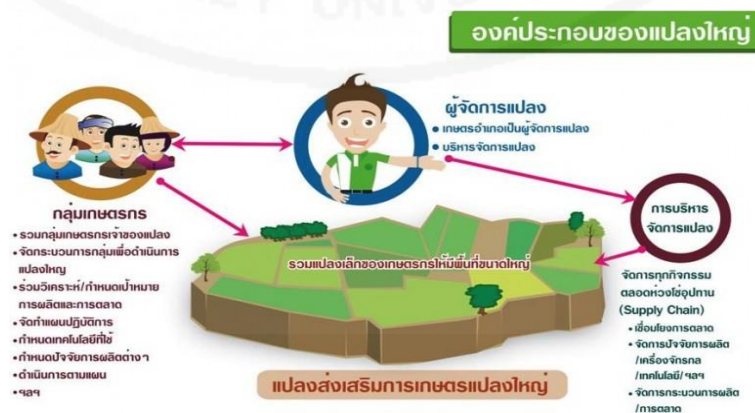 องค์ประกอบของแปลงใหญ่
ผู้จัดการแปลง
• เกษตรอำเภอเป็นผู้จัดการแปลง
• บริหารจัดการแปลง
กลุ่มเกษตรกร
• รวมกลุ่มเกษตรกรเจ้าของแปลง
• จัดกระบวนการกลุ่มเพื่อดำเนินการ
แปลงใหญ่
• ร่วมวิเคราะห์/กำหนดเป้าหมาย
การผลิตและการตลาด
• จัดทำแผนปฏิบัติการ
• กำหนดเทคโนโลยีที่ใช้
• กำหนดปัจจัยการผลิตต่างๆ
• ดำเนินการตามแผน
• ฯลฯ
รวมแปลงเล็กของเกษตรกรให้มีพื้นที่ขนาดใหญ่
แปลงส่งเสริมการเกษตรแปลงใหญ่
การบริหาร
จัดการแปลง
จัดการทุกกิจกรรม
ตลอดห่วงโซ่อุปทาน
(Supply Chain)
• เชื่อมโยงการตลาด
• จัดการปัจจัยการผลิต
/เครื่องจักรกล
/เทคโนโลยี/ ฯลฯ
• จัดการกระบวนการผลิต
/การตลาด